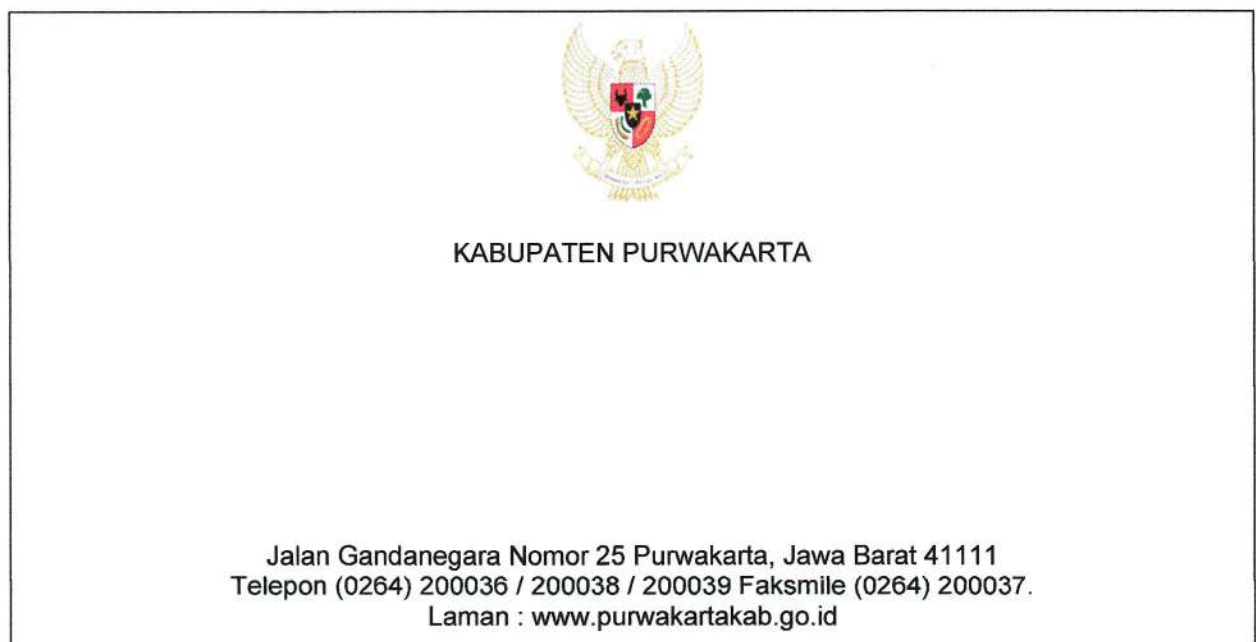 KABUPATEN PURWAKARTA
Jalan Gandanegara Nomor 25 Purwakarta, Jawa Barat 41111
Telepon (0264) 200036 / 200038 / 200039 Faksmile (0264) 200037.
Laman : www.purwakartakab.go.id